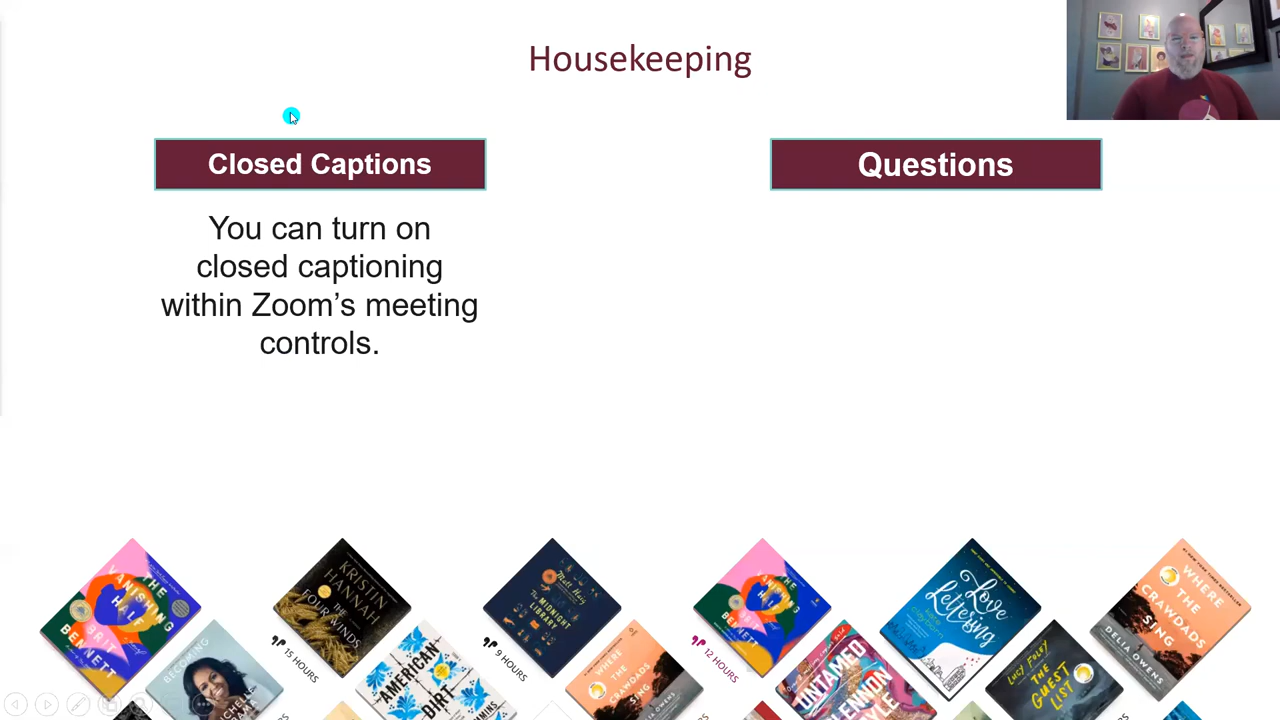 Housekeeping
Closed Captions
Questions
You can turn on
closed captioning
within Zoom’s meeting
controls.
THE
VANISHING
HALF
BRIT
BENNETT
BECOMING
KRISTIN
HANNAH
THE
FOUR WINDS
15 HOURS
AMERICAN
DIRT
Matt Haig
The
MIDNIGHT
LIBRARY
9 HOURS
WHERE
THE
CRAWDADS
SING
THE
VANISHING
HALF
BRIT
BENNETT
12 HOURS
UNTAMED
GLENNON
DOYLE
Love
Lettering
LUCY FOLEY
THE
GUEST
LIST
WHERE
THE
CRAWDADS
SING
DELIA OWENS